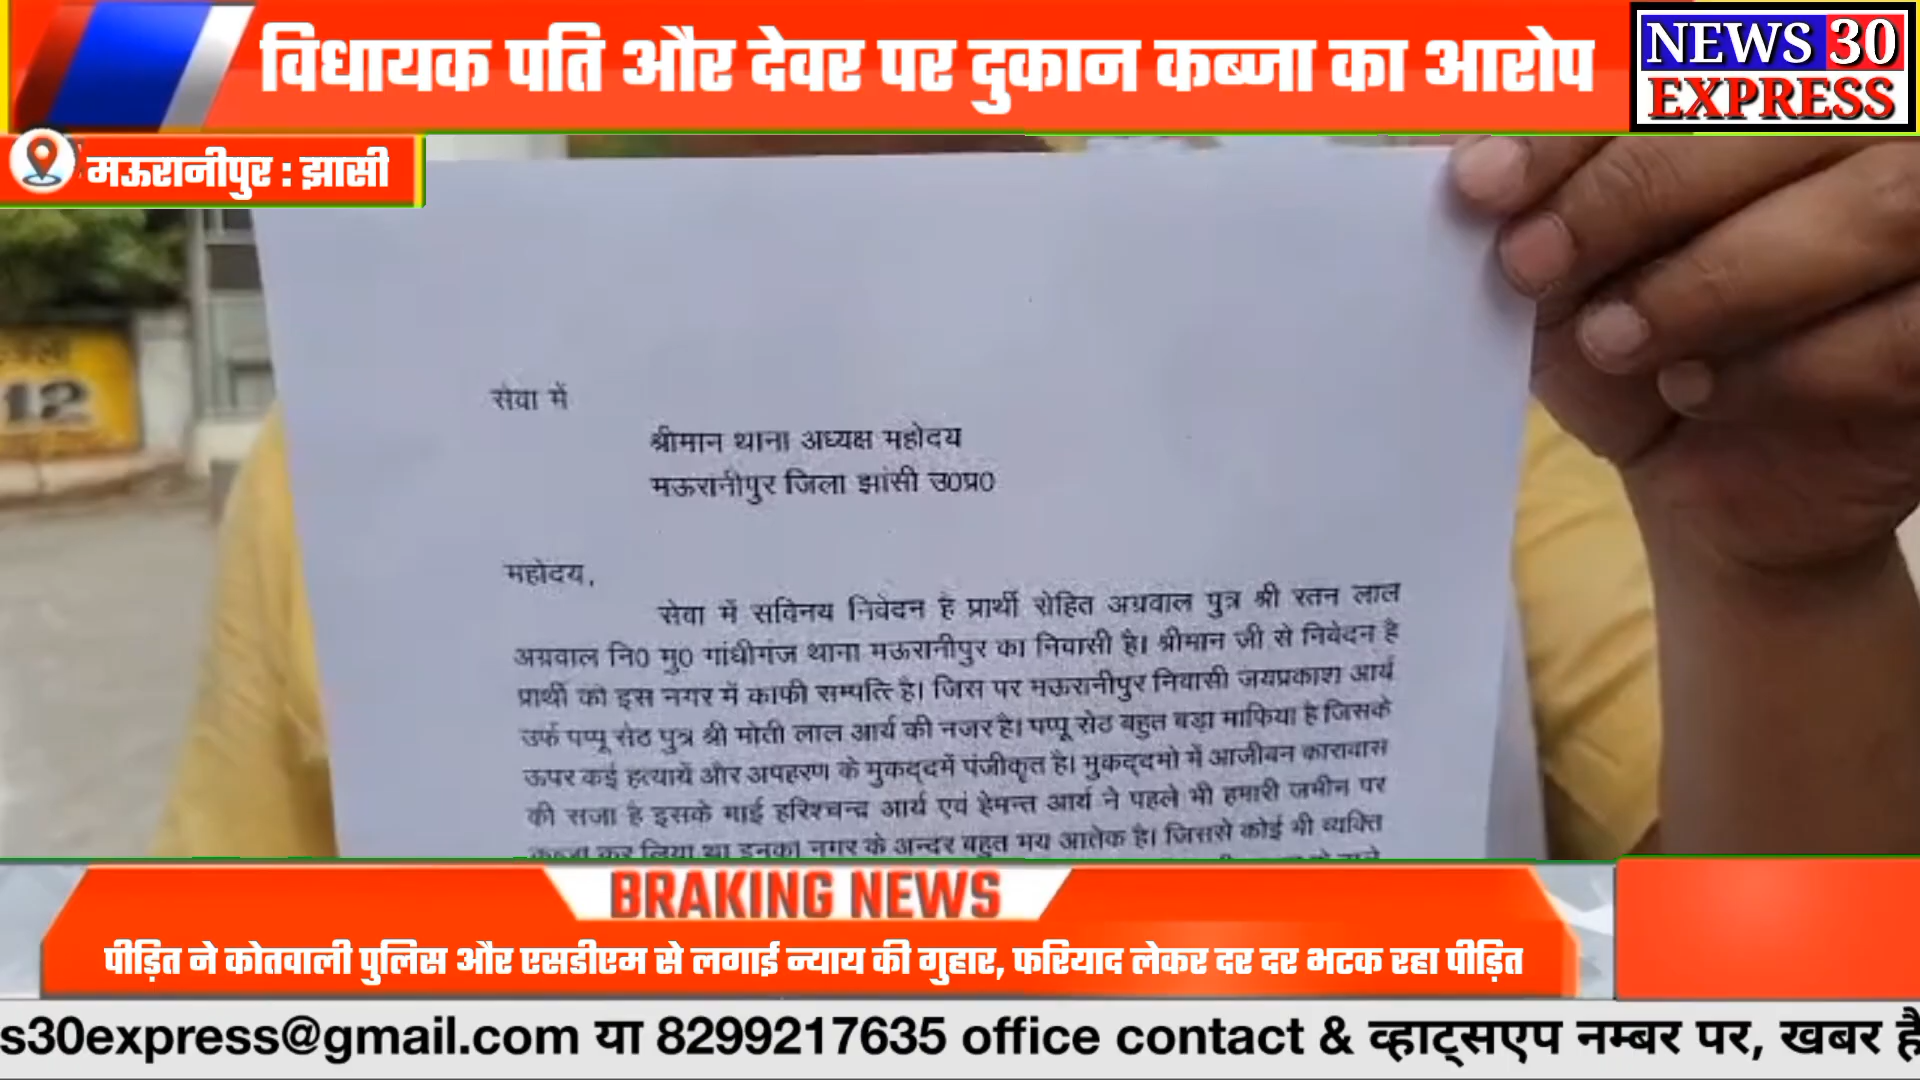 विधायक पति और देवर पर दुकान कब्जा का आरोप
NEWS 30
EXPRESS
मऊरानीपुर : झासी
12
सेवा में
श्रीमान थाना अध्यक्ष महोदय
मऊरानीपुर जिला झांसी उ0प्र0
महोदय,
सेवा में सविनय निवेदन है प्रार्थी रोहित अग्रवाल पुत्र श्री रतन लाल
अग्रवाल नि0 मु0 गांधीगंज थाना मऊरानीपुर का निवासी है। श्रीमान जी से निवेदन है
प्रार्थी को इस नगर में काफी सम्पत्ति है। जिस पर मऊरानीपुर निवासी जयप्रकाश आर्य
उर्फ पप्पू सेठ पुत्र श्री मोती लाल आर्य की नजर है। पप्पू सेठ बहुत बड़ा माफिया है जिसके
ऊपर कई हत्यायें और अपहरण के मुकद्दमें पंजीकृत है। मुकद्दमो में आजीबन कारावास
की सजा है इसके भाई हरिश्चन्द्र आर्य एवं हेमन्त आर्य ने पहले भी हमारी जमीन पर
कब्जा कर लिया था इनका नगर के अन्दर बहुत भय आतेक है। जिससे कोई भी व्यक्ति
BRAKING NEWS
पीड़ित ने कोतवाली पुलिस और एसडीएम से लगाई न्याय की गुहार, फरियाद लेकर दर दर भटक रहा पीड़ित
s30express@gmail.com या 8299217635 office contact & व्हाट्सएप नम्बर पर, खबर है